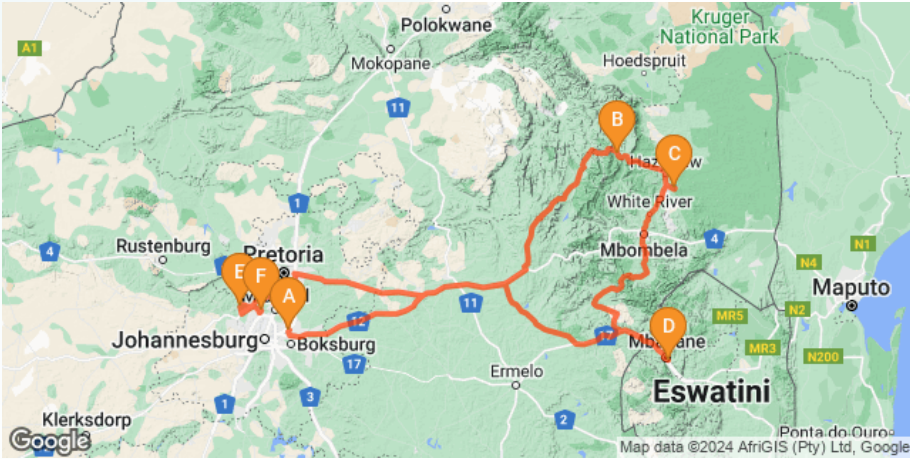 Kruger
National Park
Polokwane
A1
Mokopane
Hoedspruit
11
B
C
1
White River
Rustenburg
4
Pretoria
Mbombela
4
N1
N4
E
F
A
11
Maputo
12
D
MR5
N2
Johannesburg
Boksburg
17
17
MR3
N200
Ermelo
Eswatini
1
3
2
Klerksdorp
Google
Ponta do Ouro
Map data ©2024 AfriGIS (Pty) Ltd, Google